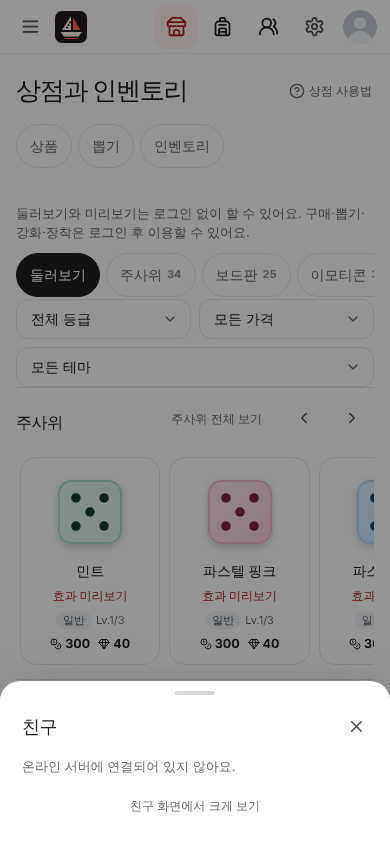 상점과 인벤토리
상점 사용법
상품
뽑기
인벤토리
둘러보기와 미리보기는 로그인 없이 할 수 있어요. 구매·뽑기·
강화·장착은 로그인 후 이용할 수 있어요.
둘러보기
주사위 34
보드판 25
이모티콘
전체 등급
모든 가격
모든 테마
주사위
주사위 전체 보기
민트
효과 미리보기
일반 Lv.1/3
300 40
파스텔 핑크
효과 미리보기
일반 Lv.1/3
300 40
친구
온라인 서버에 연결되어 있지 않아요.
친구 화면에서 크게 보기